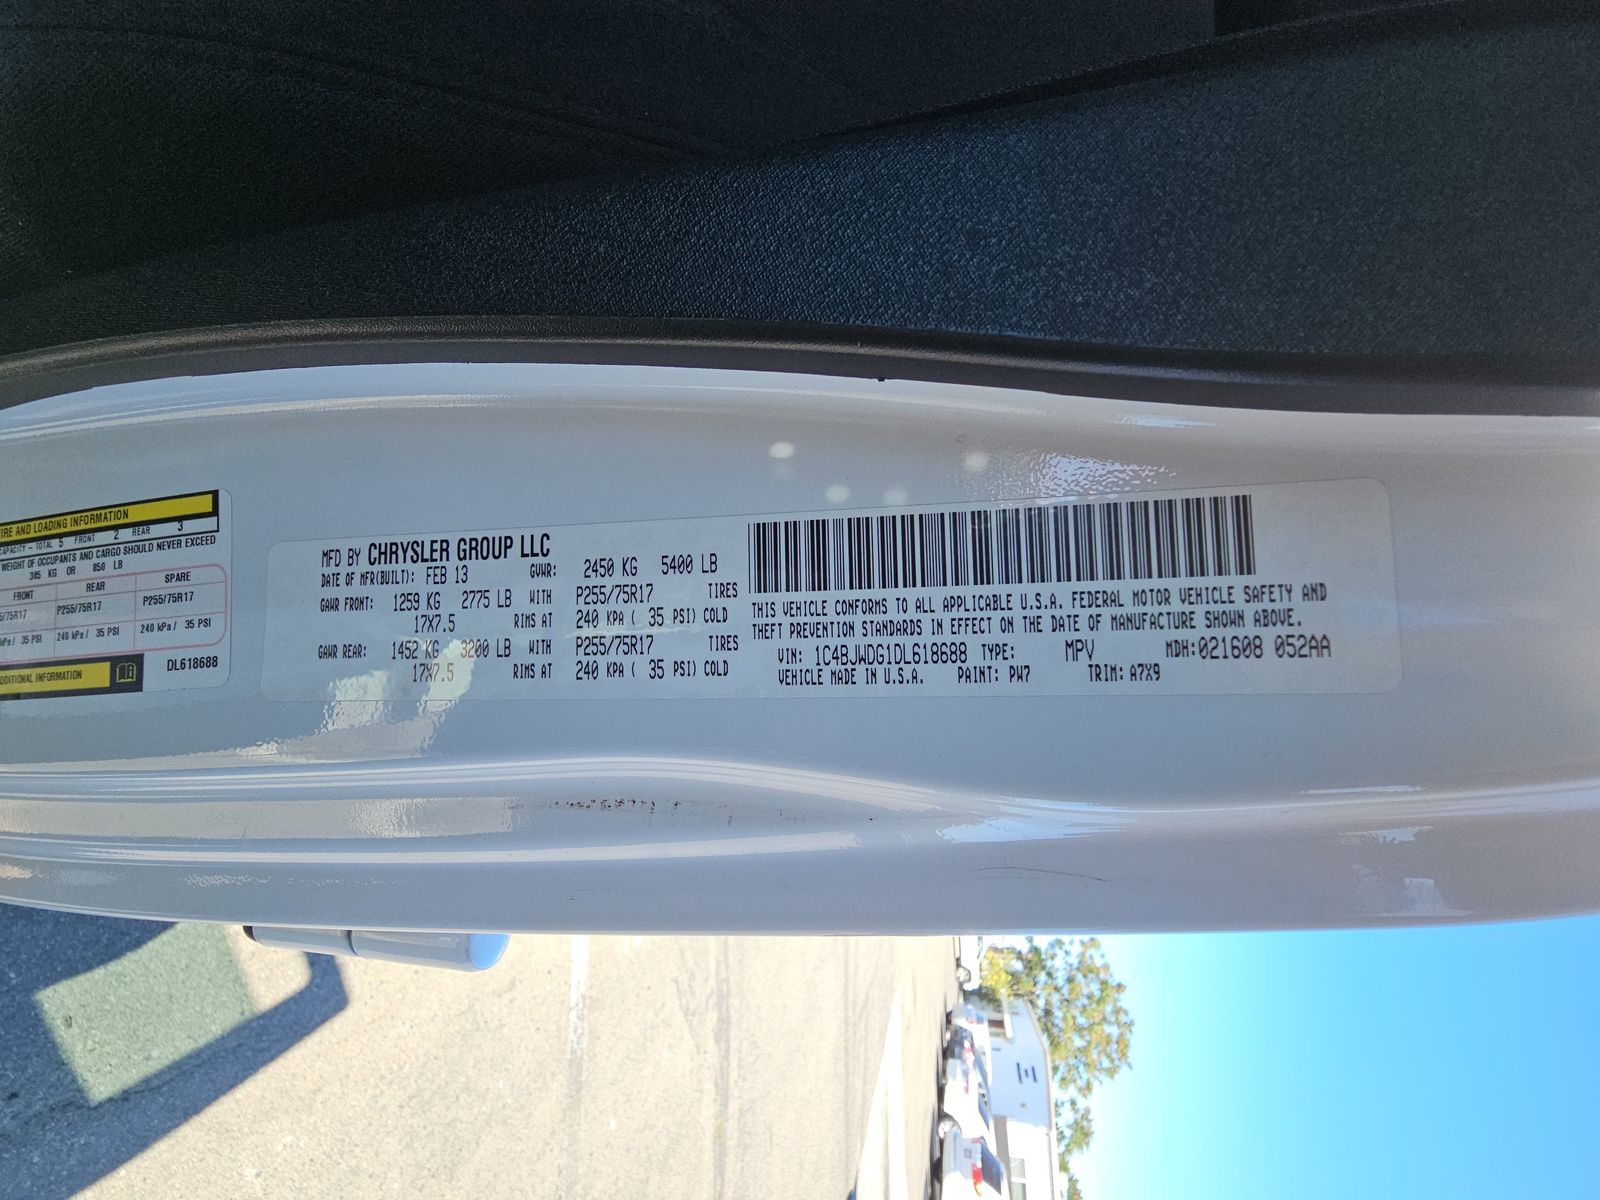 TIRE AND LOADING INFORMATION
CAPACITY - TOTAL 5 FRONT 2 REAR 3
WEIGHT OF OCCUPANTS AND CARGO SHOULD NEVER EXCEED
385 KG OR 850 LB
FRONT REAR SPARE
5/75R17 P255/75R17 P255/75R17
kPa / 35 PSI 240 kPa / 35 PSI 240 kPa / 35 PSI
ADDITIONAL INFORMATION
DL618688
MFD BY CHRYSLER GROUP LLC
DATE OF MFR(BUILT): FEB 13 GVWR: 2450 KG 5400 LB
GAWR FRONT: 1259 KG 2775 LB WITH P255/75R17 TIRES
17X7.5 RIMS AT 240 KPA ( 35 PSI) COLD
GAWR REAR: 1452 KG 3200 LB WITH P255/75R17 TIRES
17X7.5 RIMS AT 240 KPA ( 35 PSI) COLD
THIS VEHICLE CONFORMS TO ALL APPLICABLE U.S.A. FEDERAL MOTOR VEHICLE SAFETY AND
THEFT PREVENTION STANDARDS IN EFFECT ON THE DATE OF MANUFACTURE SHOWN ABOVE.
VIN: 1C4BJWDG1DL618688 TYPE: MPV MDH:021608 052AA
VEHICLE MADE IN U.S.A. PAINT: PW7 TRIM: A7X9